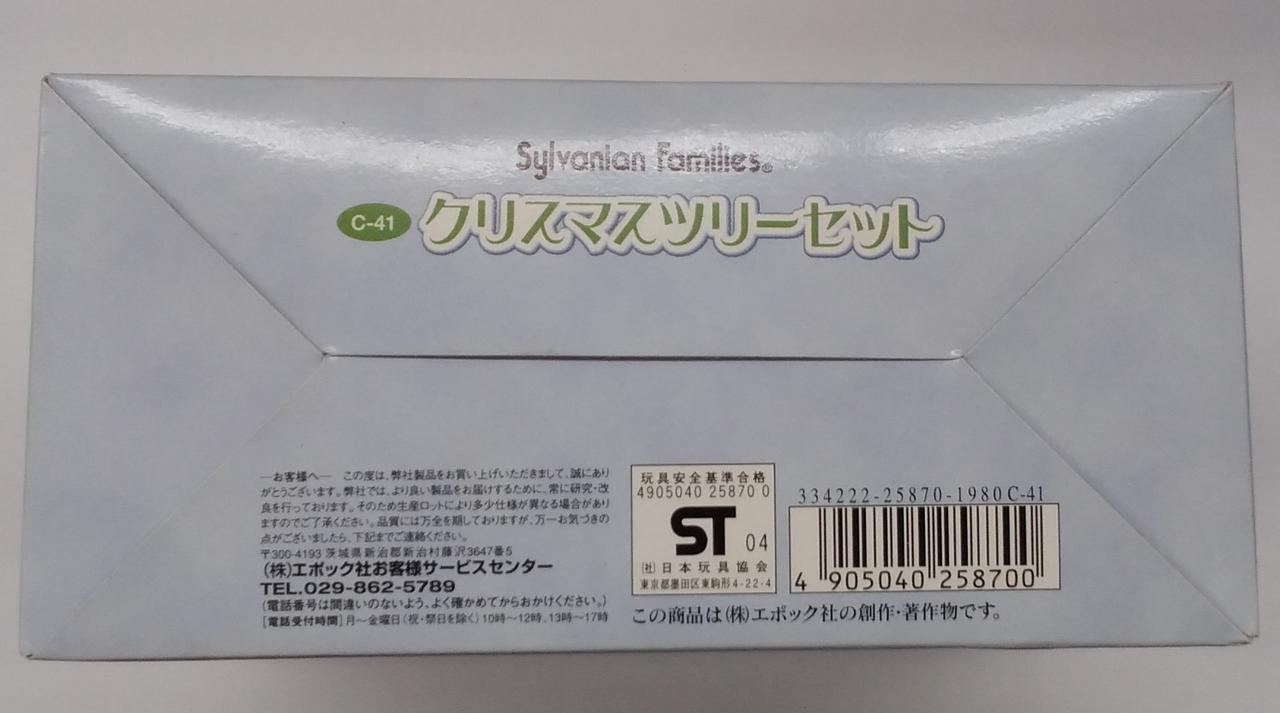 Sylvanian Families®
C-41 クリスマスツリーセット
―お客様へ― この度は、弊社製品をお買い上げいただきまして、誠にあり
がとうございます。弊社では、より良い製品をお届けするために、常に研究・改
良を行っております。そのため生産ロットにより多少仕様が異なる場合があり
ますのでご了承ください。品質には万全を期しておりますが、万一お気づきの
点がございましたら、下記までご連絡ください。
〒300-4193 茨城県新治郡新治村藤沢3647番5
(株)エポック社お客様サービスセンター
TEL.029-862-5789
(電話番号は間違いのないよう、よく確かめてからおかけください。)
[電話受付時間]月～金曜日(祝・祭日を除く)10時～12時、13時～17時
玩具安全基準合格
4905040 25870 0
ST 04
(社)日本玩具協会
東京都墨田区東駒形4-22-4
334222-25870-1980 C-41
4 905040 258700
この商品は(株)エポック社の創作・著作物です。